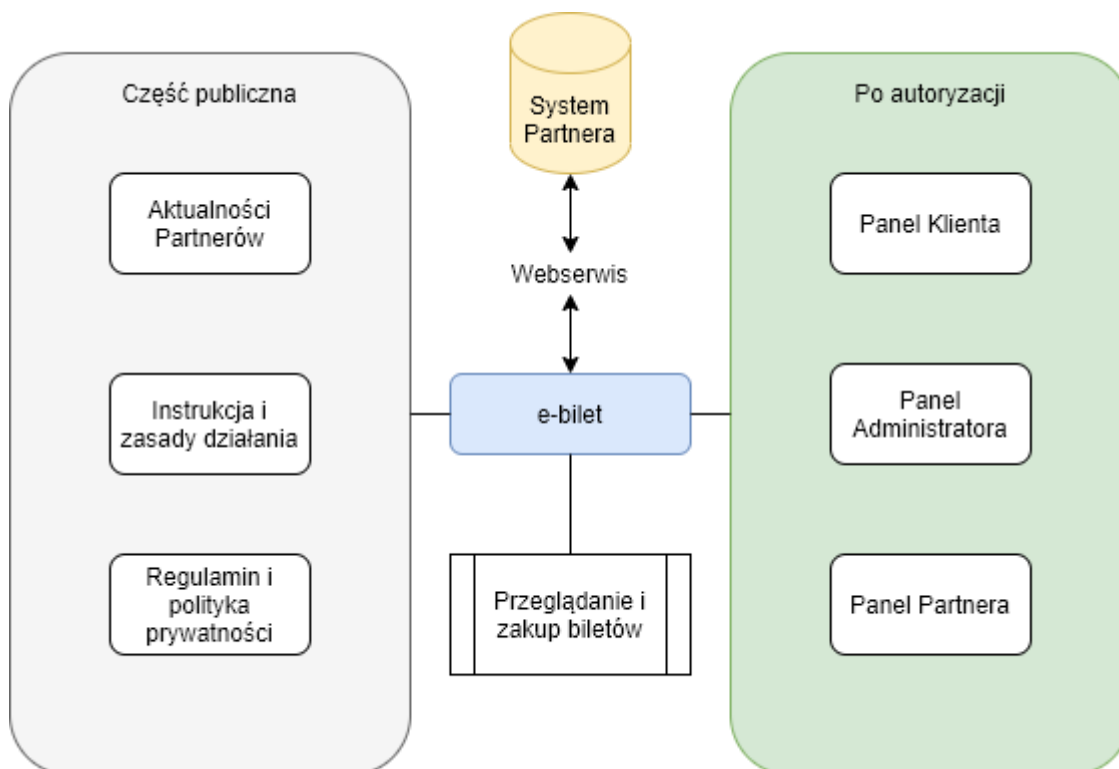 Część publiczna
Aktualności
Partnerów
Instrukcja i
zasady działania
Regulamin i
polityka
prywatności
System
Partnera
Webserwis
e-bilet
Przeglądanie i
zakup biletów
Po autoryzacji
Panel Klienta
Panel
Administratora
Panel Partnera